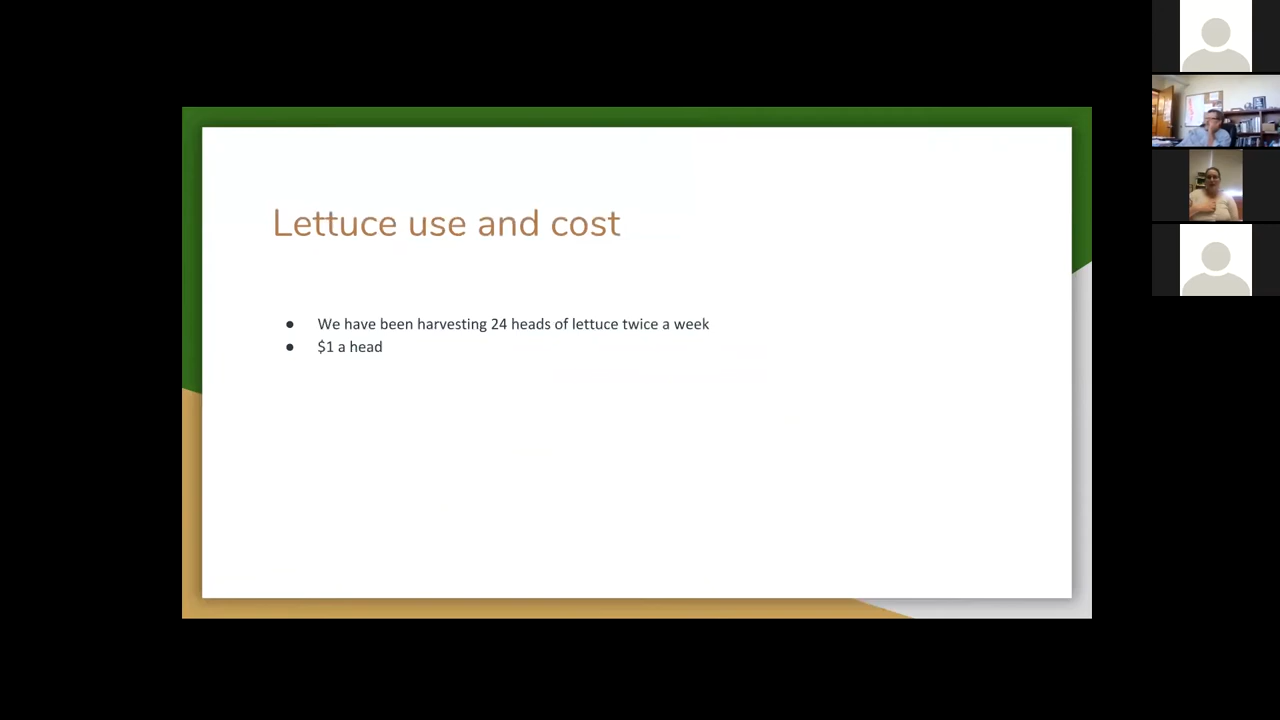 Lettuce use and cost
● We have been harvesting 24 heads of lettuce twice a week
● $1 a head